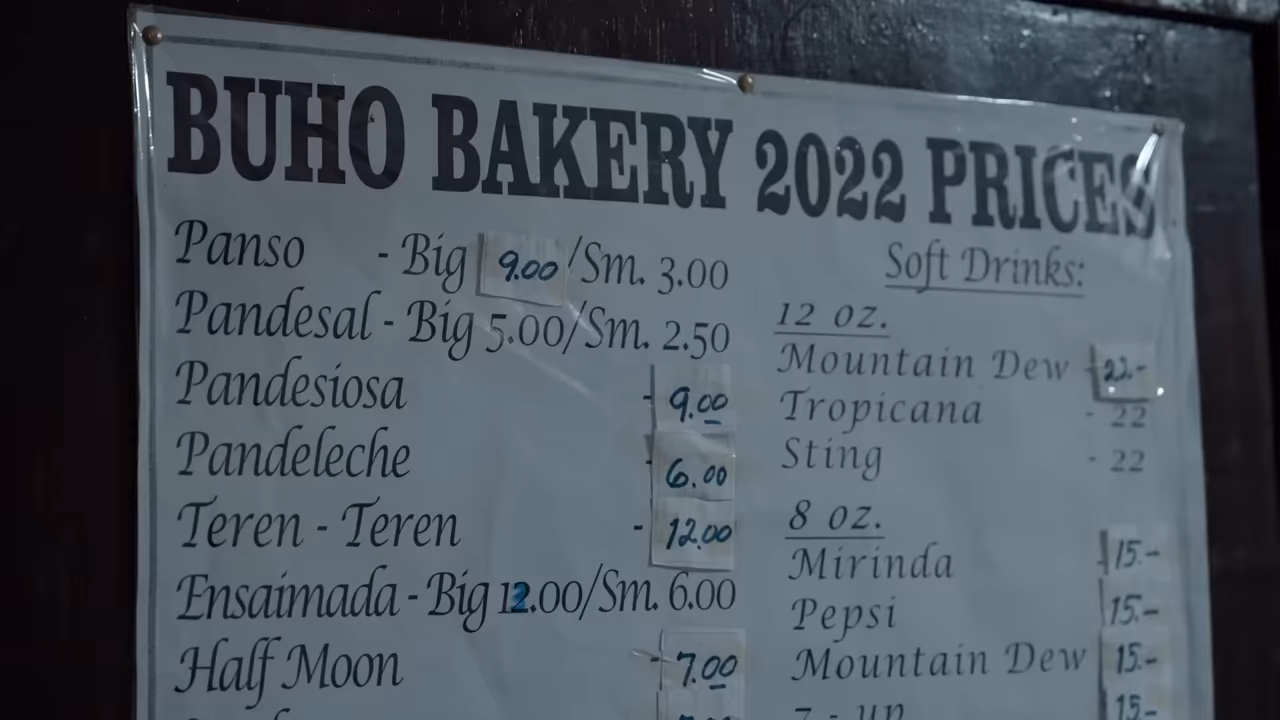 BUHO BAKERY 2022 PRICES
Panso - Big 9.00/Sm. 3.00
Pandesal - Big 5.00/Sm. 2.50
Pandesiosa - 9.00
Pandeleche - 6.00
Teren - Teren - 12.00
Ensaimada - Big 12.00/Sm. 6.00
Half Moon - 7.00
Soft Drinks:
12 oz.
Mountain Dew - 22.-
Tropicana - 22
Sting - 22
8 oz.
Mirinda 15.-
Pepsi 15.-
Mountain Dew 15.-
7 - up 15-